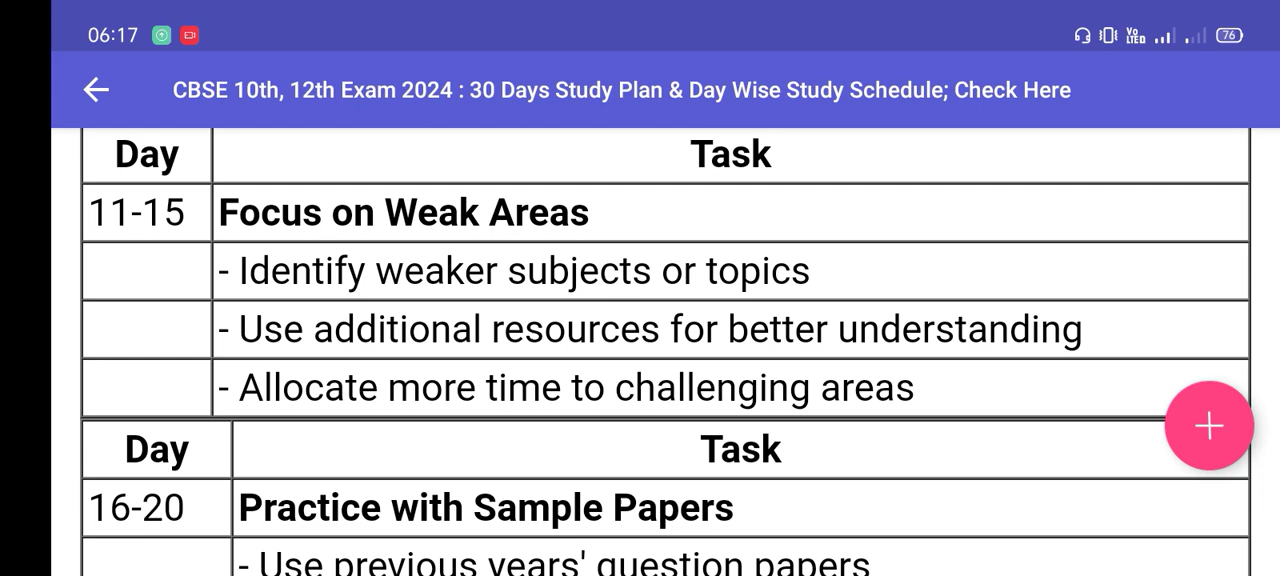 06:17
Vo LTED
76
CBSE 10th, 12th Exam 2024 : 30 Days Study Plan & Day Wise Study Schedule; Check Here
Day Task
11-15 Focus on Weak Areas
- Identify weaker subjects or topics
- Use additional resources for better understanding
- Allocate more time to challenging areas
Day Task
16-20 Practice with Sample Papers
- Use previous years' question papers